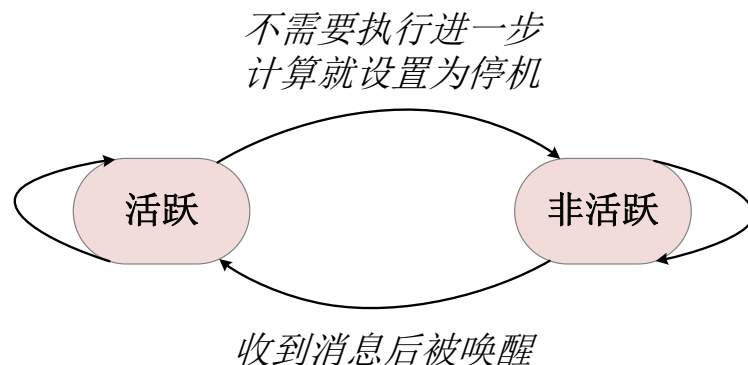 不需要执行进一步
计算就设置为停机
活跃
非活跃
收到消息后被唤醒